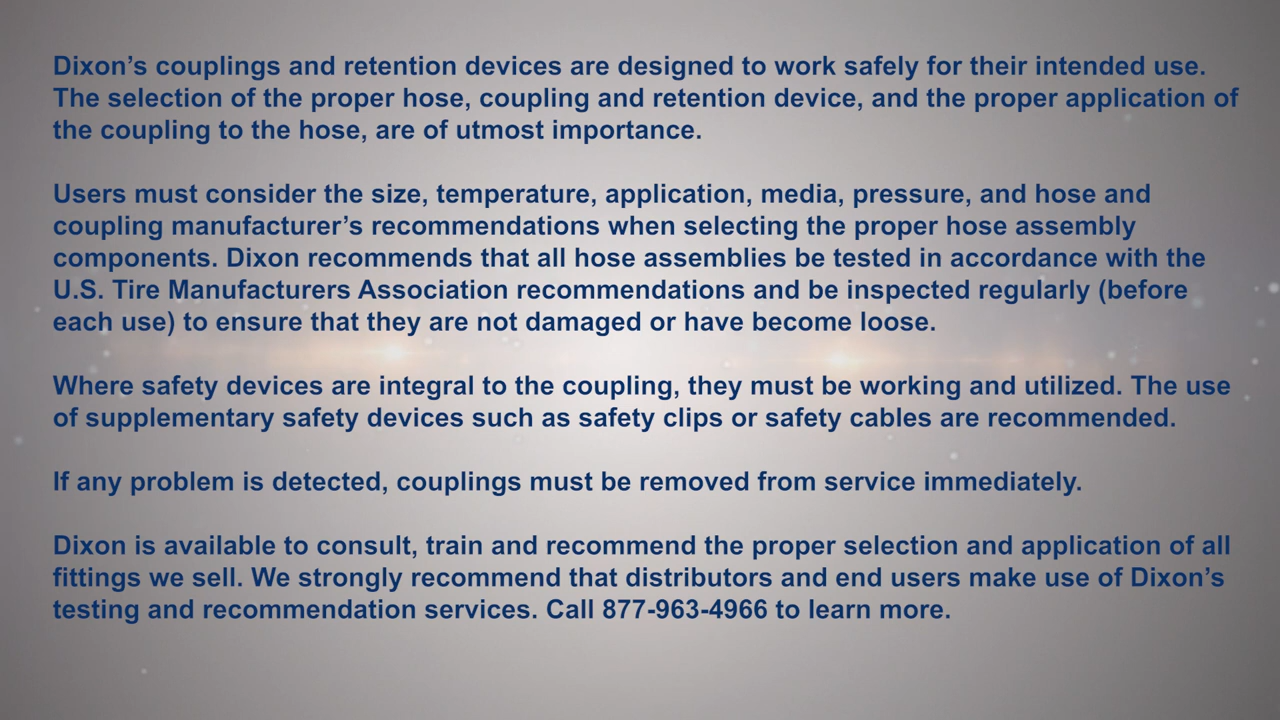 Dixon’s couplings and retention devices are designed to work safely for their intended use.
The selection of the proper hose, coupling and retention device, and the proper application of
the coupling to the hose, are of utmost importance.
Users must consider the size, temperature, application, media, pressure, and hose and
coupling manufacturer’s recommendations when selecting the proper hose assembly
components. Dixon recommends that all hose assemblies be tested in accordance with the
U.S. Tire Manufacturers Association recommendations and be inspected regularly (before
each use) to ensure that they are not damaged or have become loose.
Where safety devices are integral to the coupling, they must be working and utilized. The use
of supplementary safety devices such as safety clips or safety cables are recommended.
If any problem is detected, couplings must be removed from service immediately.
Dixon is available to consult, train and recommend the proper selection and application of all
fittings we sell. We strongly recommend that distributors and end users make use of Dixon’s
testing and recommendation services. Call 877-963-4966 to learn more.